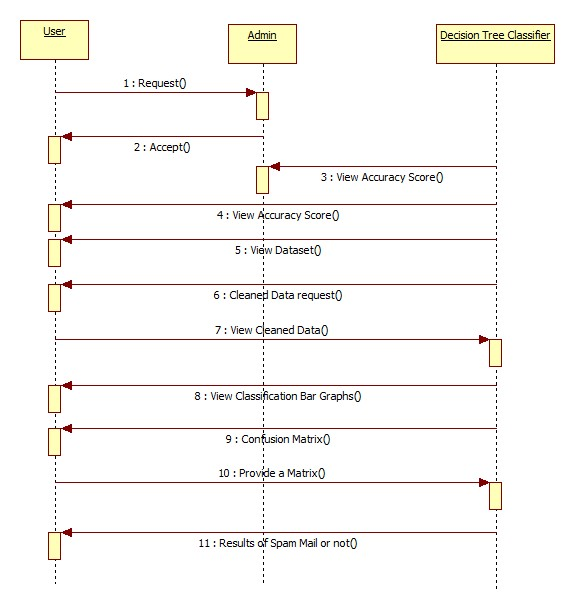 User
Admin
Decision Tree Classifier
1 : Request()
2 : Accept()
3 : View Accuracy Score()
4 : View Accuracy Score()
5 : View Dataset()
6 : Cleaned Data request()
7 : View Cleaned Data()
8 : View Classification Bar Graphs()
9 : Confusion Matrix()
10 : Provide a Matrix()
11 : Results of Spam Mail or not()